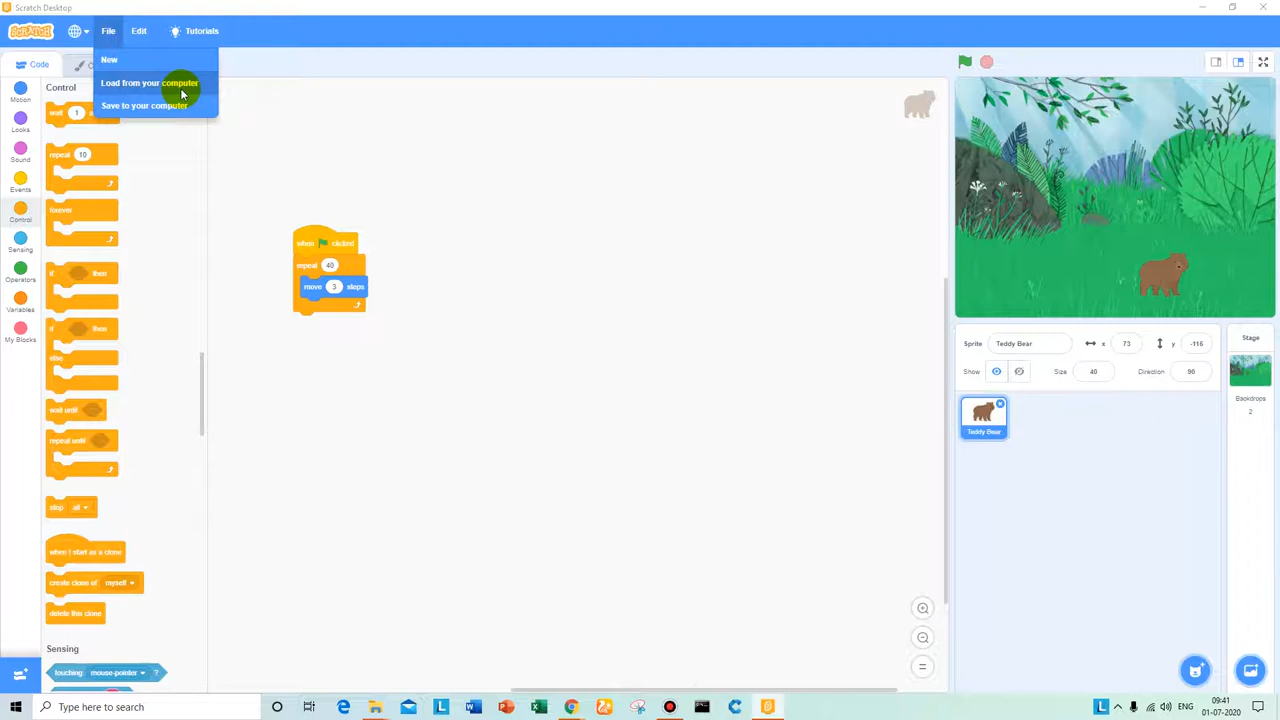 Scratch Desktop
SCRATCH
File
Edit
Tutorials
New
Load from your computer
Save to your computer
Code
Motion
Looks
Sound
Events
Control
Sensing
Operators
Variables
My Blocks
Control
wait 1
repeat 10
forever
if then
if then
else
wait until
repeat until
stop all
when I start as a clone
create clone of myself
delete this clone
Sensing
touching mouse-pointer ?
when clicked
repeat 40
move 3 steps
Sprite Teddy Bear x 73 y -116
Show Size 40 Direction 90
Teddy Bear
Stage
Backdrops
2
Type here to search
ENG
09:41
01-07-2020